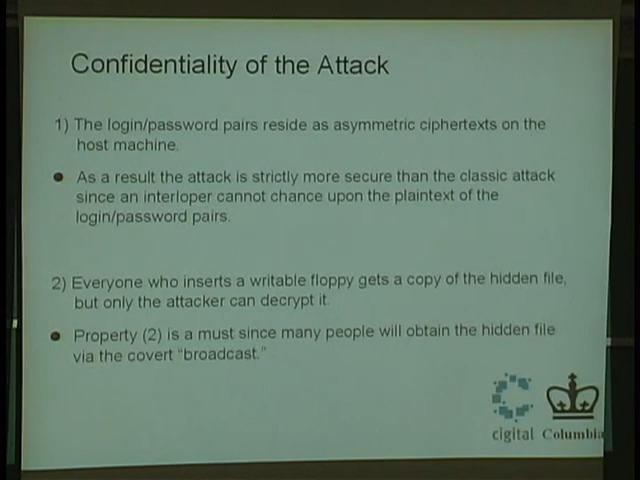 Confidentiality of the Attack
1) The login/password pairs reside as asymmetric ciphertexts on the
host machine.
As a result the attack is strictly more secure than the classic attack
since an interloper cannot chance upon the plaintext of the
login/password pairs.
2) Everyone who inserts a writable floppy gets a copy of the hidden file,
but only the attacker can decrypt it.
Property (2) is a must since many people will obtain the hidden file
via the covert "broadcast."
cigital Columbia